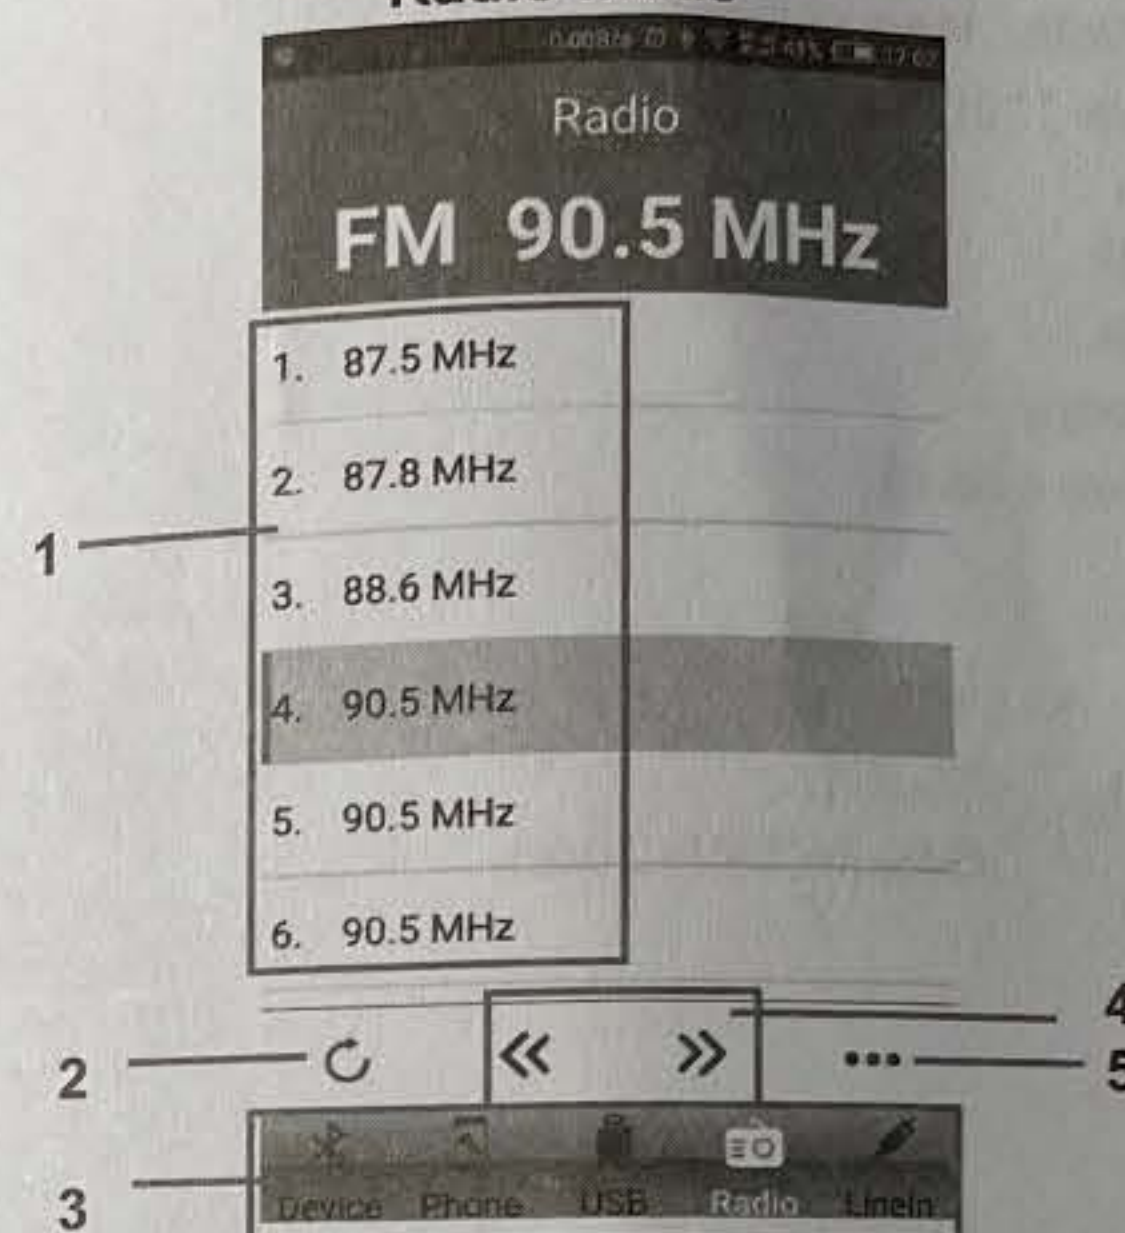 Radio
FM 90.5 MHz
1. 87.5 MHz
2. 87.8 MHz
1
3. 88.6 MHz
4. 90.5 MHz
5. 90.5 MHz
6. 90.5 MHz
4
2
5
Device Phone USB Radio LineIn
3